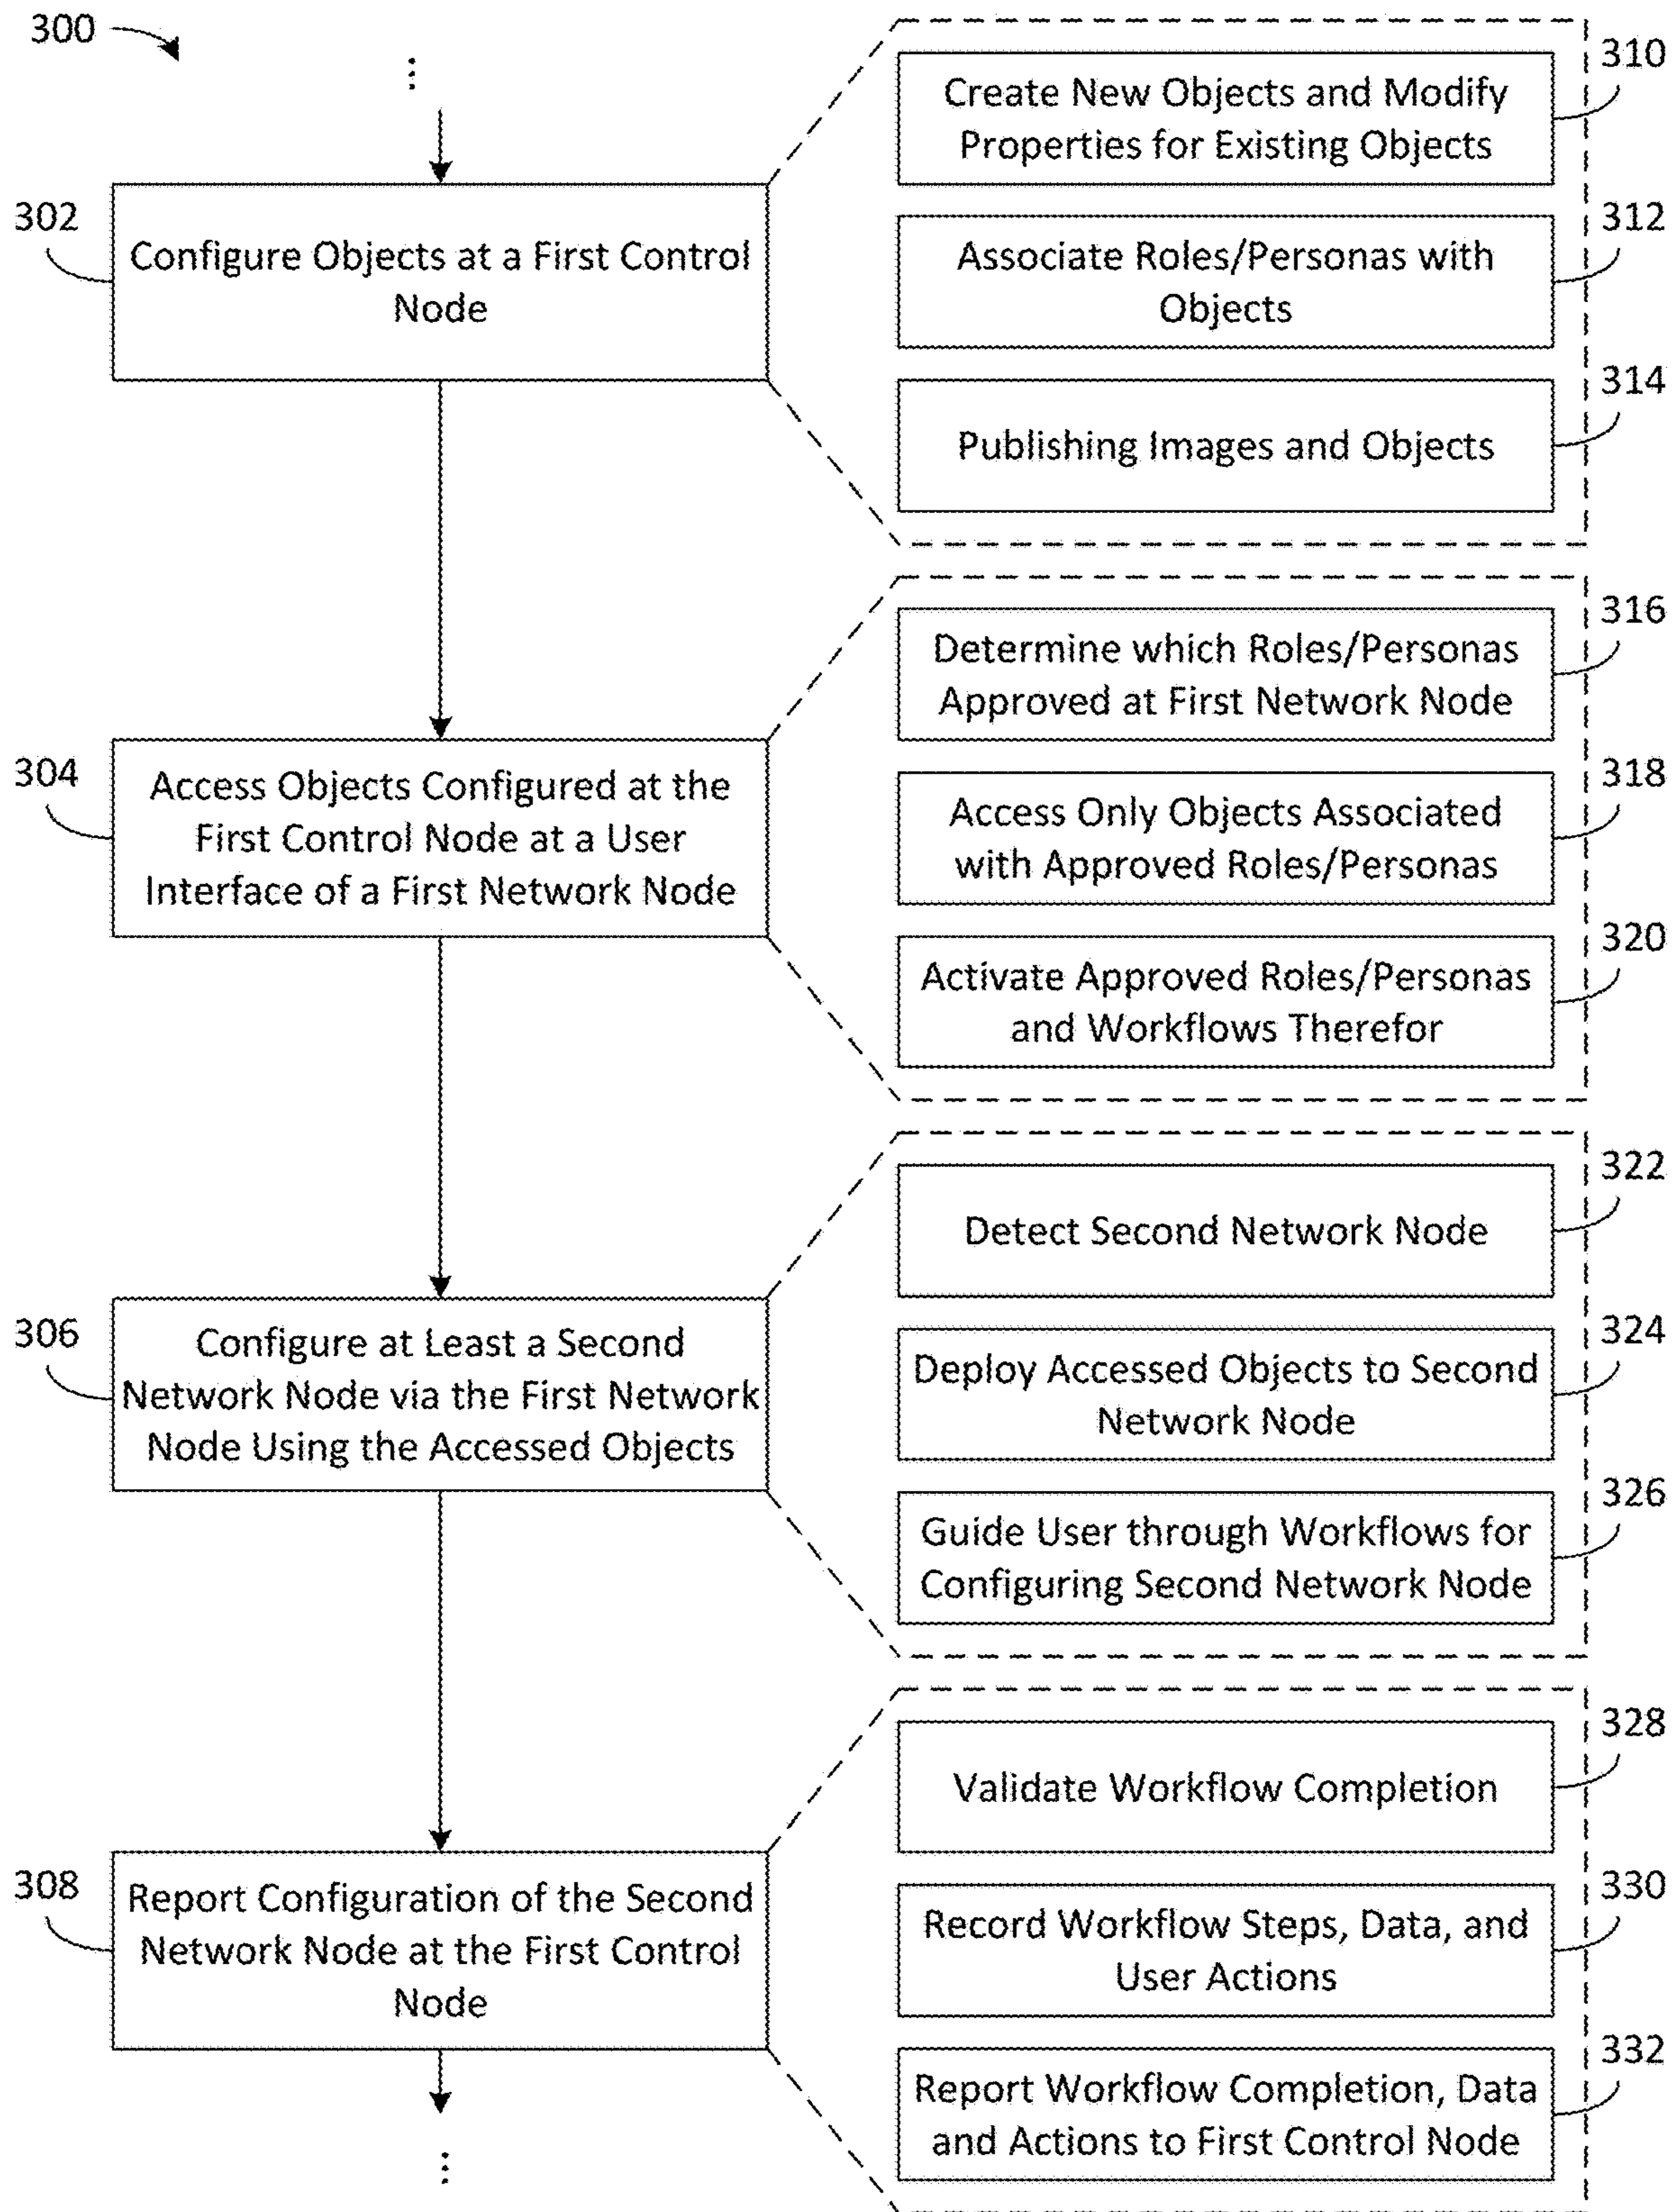 300
⋮
302
Configure Objects at a First Control
Node
310
Create New Objects and Modify
Properties for Existing Objects
312
Associate Roles/Personas with
Objects
314
Publishing Images and Objects
304
Access Objects Configured at the
First Control Node at a User
Interface of a First Network Node
316
Determine which Roles/Personas
Approved at First Network Node
318
Access Only Objects Associated
with Approved Roles/Personas
320
Activate Approved Roles/Personas
and Workflows Therefor
306
Configure at Least a Second
Network Node via the First Network
Node Using the Accessed Objects
322
Detect Second Network Node
324
Deploy Accessed Objects to Second
Network Node
326
Guide User through Workflows for
Configuring Second Network Node
308
Report Configuration of the Second
Network Node at the First Control
Node
328
Validate Workflow Completion
330
Record Workflow Steps, Data, and
User Actions
332
Report Workflow Completion, Data
and Actions to First Control Node
⋮